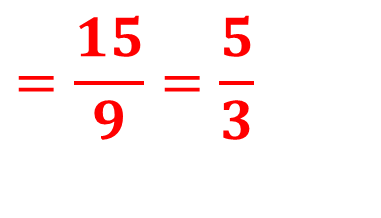 = 15/9 = 5/3